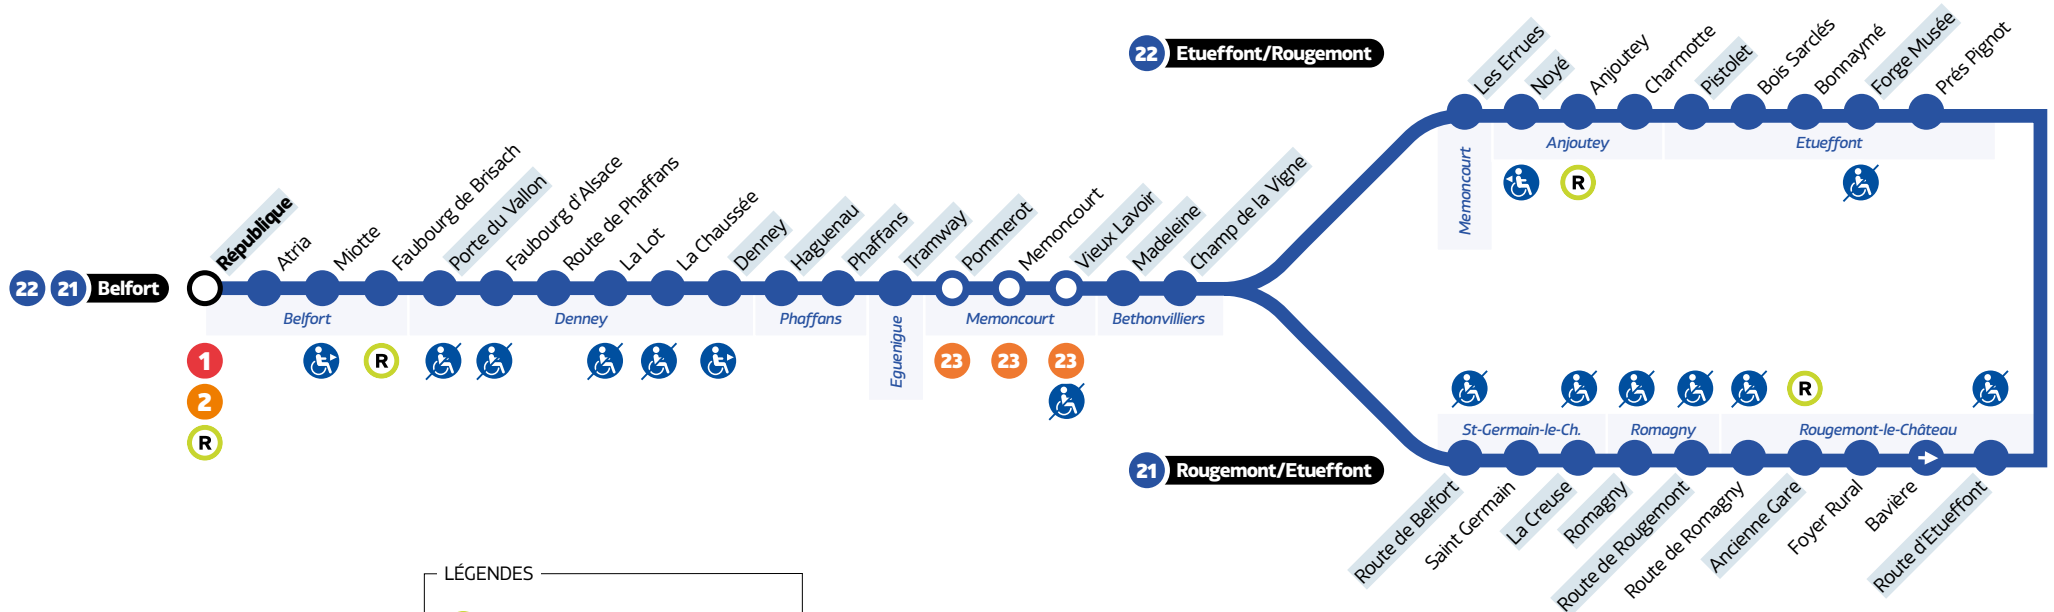 22 Etueffont/Rougemont
Les Errues
Noyé
Anjoutey
Charmotte
Pistolet
Bois Sarclés
Bonnaymé
Forge Musée
Prés Pignot
Memoncourt
Anjoutey
Etueffont
R
22 21 Belfort
République
Atria
Miotte
Faubourg de Brisach
Porte du Vallon
Faubourg d'Alsace
Route de Phaffans
La Lot
La Chaussée
Denney
Haguenau
Phaffans
Tramway
Pommerot
Memoncourt
Vieux Lavoir
Madeleine
Champ de la Vigne
Belfort
Denney
Phaffans
Eguenigue
Memoncourt
Bethonvilliers
1
2
R
R
23
23
23
21 Rougemont/Etueffont
R
St-Germain-le-Ch.
Romagny
Rougemont-le-Château
Route de Belfort
Saint Germain
La Creuse
Romagny
Route de Rougemont
Route de Romagny
Ancienne Gare
Foyer Rural
Bavière
Route d'Etueffont
LÉGENDES